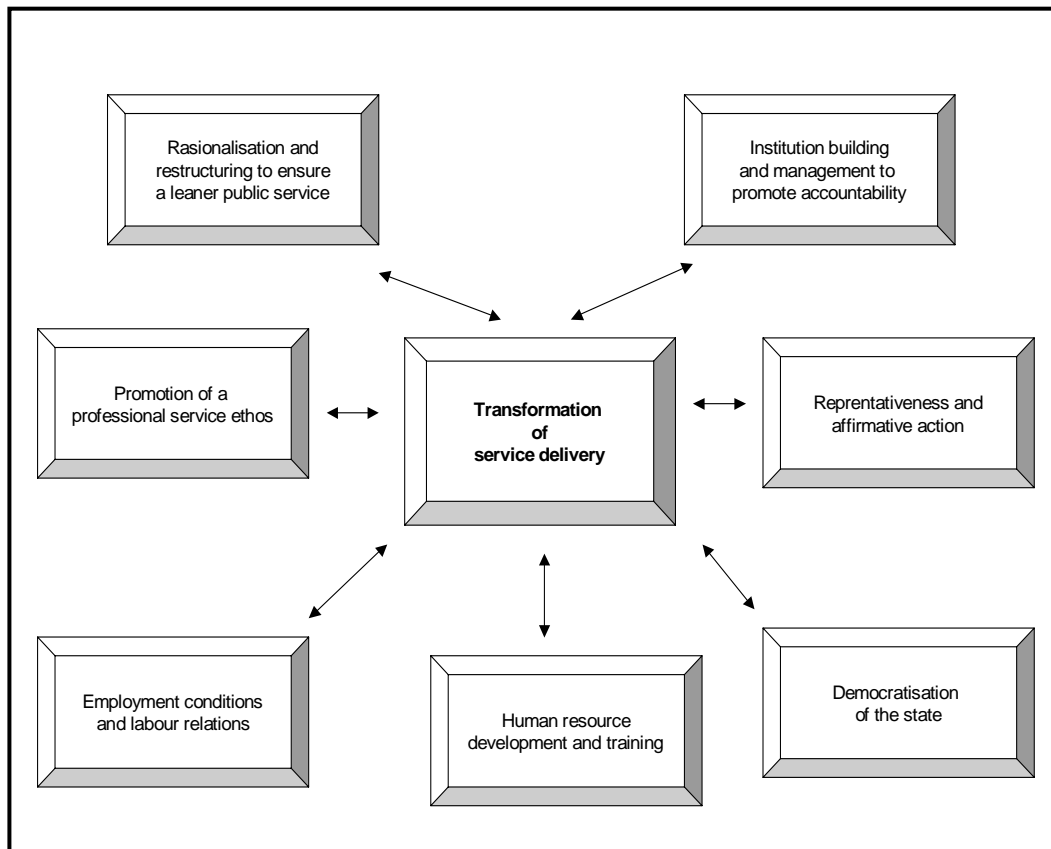 Rasionalisation and
restructuring to ensure
a leaner public service
Institution building
and management to
promote accountability
Promotion of a
professional service ethos
Transformation
of
service delivery
Reprentativeness and
affirmative action
Employment conditions
and labour relations
Human resource
development and training
Democratisation
of the state